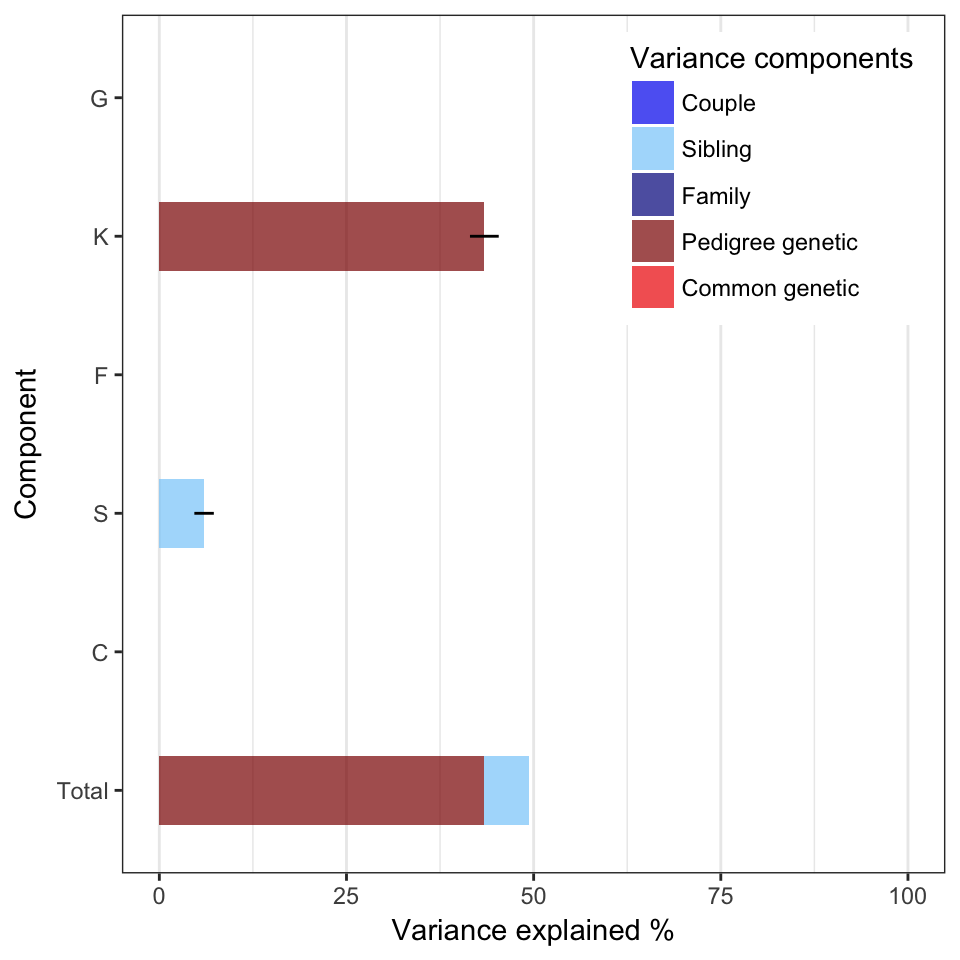 Variance components
Couple
Sibling
Family
Pedigree genetic
Common genetic
Component
G
K
F
S
C
Total
0 25 50 75 100
Variance explained %